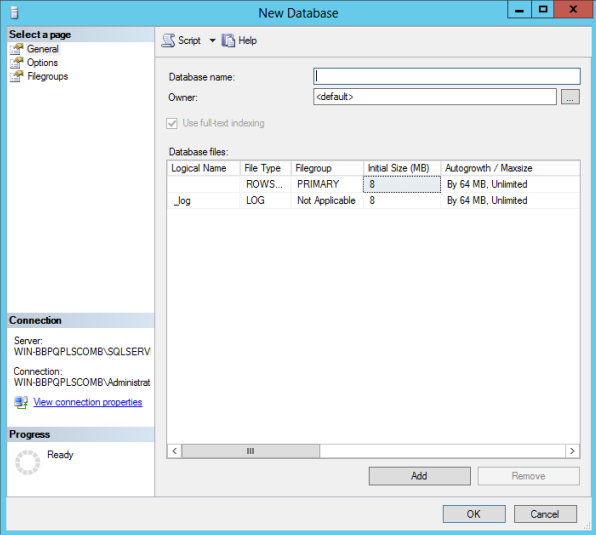 New Database
Select a page
General
Options
Filegroups
Script
Help
Database name:
Owner:
<default>
...
Use full-text indexing
Database files:
Logical Name File Type Filegroup Initial Size (MB) Autogrowth / Maxsize
ROWS... PRIMARY 8 By 64 MB, Unlimited
_log LOG Not Applicable 8 By 64 MB, Unlimited
Connection
Server:
WIN-BBPQPLSCOMB\SQLSERVI
Connection:
WIN-BBPQPLSCOMB\Administrat
View connection properties
Progress
Ready
Add
Remove
OK
Cancel